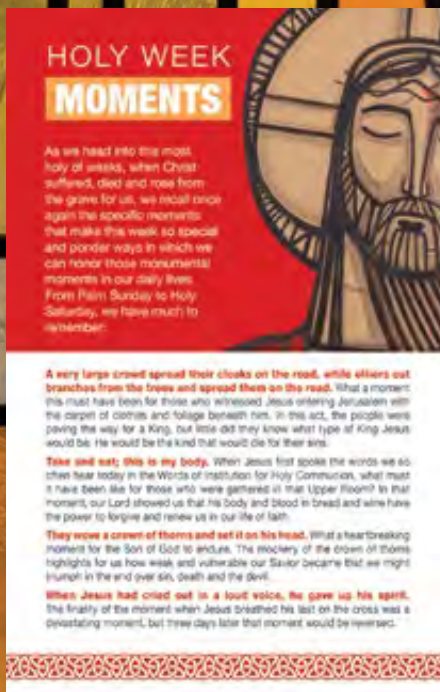 HOLY WEEK
MOMENTS
As we head into this most
holy of weeks, when Christ
suffered, died and rose from
the grave for us, we recall once
again the specific moments
that make this week so special
and ponder ways in which we
can honor those monumental
moments in our daily lives.
From Palm Sunday to Holy
Saturday, we have much to
remember:
A very large crowd spread their cloaks on the road, while others cut
branches from the trees and spread them on the road. What a moment
this must have been for those who witnessed Jesus entering Jerusalem with
the carpet of clothes and foliage beneath him. In this act, the people were
paving the way for a King, but little did they know what type of King Jesus
would be. He would be the kind that would die for their sins.
Take and eat; this is my body. When Jesus first spoke the words we so
often hear today in the Words of Institution for Holy Communion, what must
it have been like for those who were gathered in that Upper Room? In that
moment, our Lord showed us that his body and blood in bread and wine have
the power to forgive and renew us in our life of faith.
They wove a crown of thorns and set it on his head. What a heartbreaking
moment for the Son of God to endure. The mockery of the crown of thorns
highlights for us how weak and vulnerable our Savior became that we might
triumph in the end over sin, death and the devil.
When Jesus had cried out in a loud voice, he gave up his spirit.
The finality of the moment when Jesus breathed his last on the cross was a
devastating moment, but three days later that moment would be reversed.